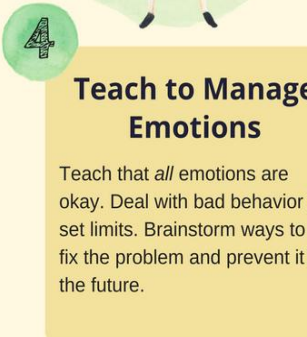 4
Teach to Manage
Emotions
Teach that all emotions are
okay. Deal with bad behavior
set limits. Brainstorm ways to
fix the problem and prevent it
the future.